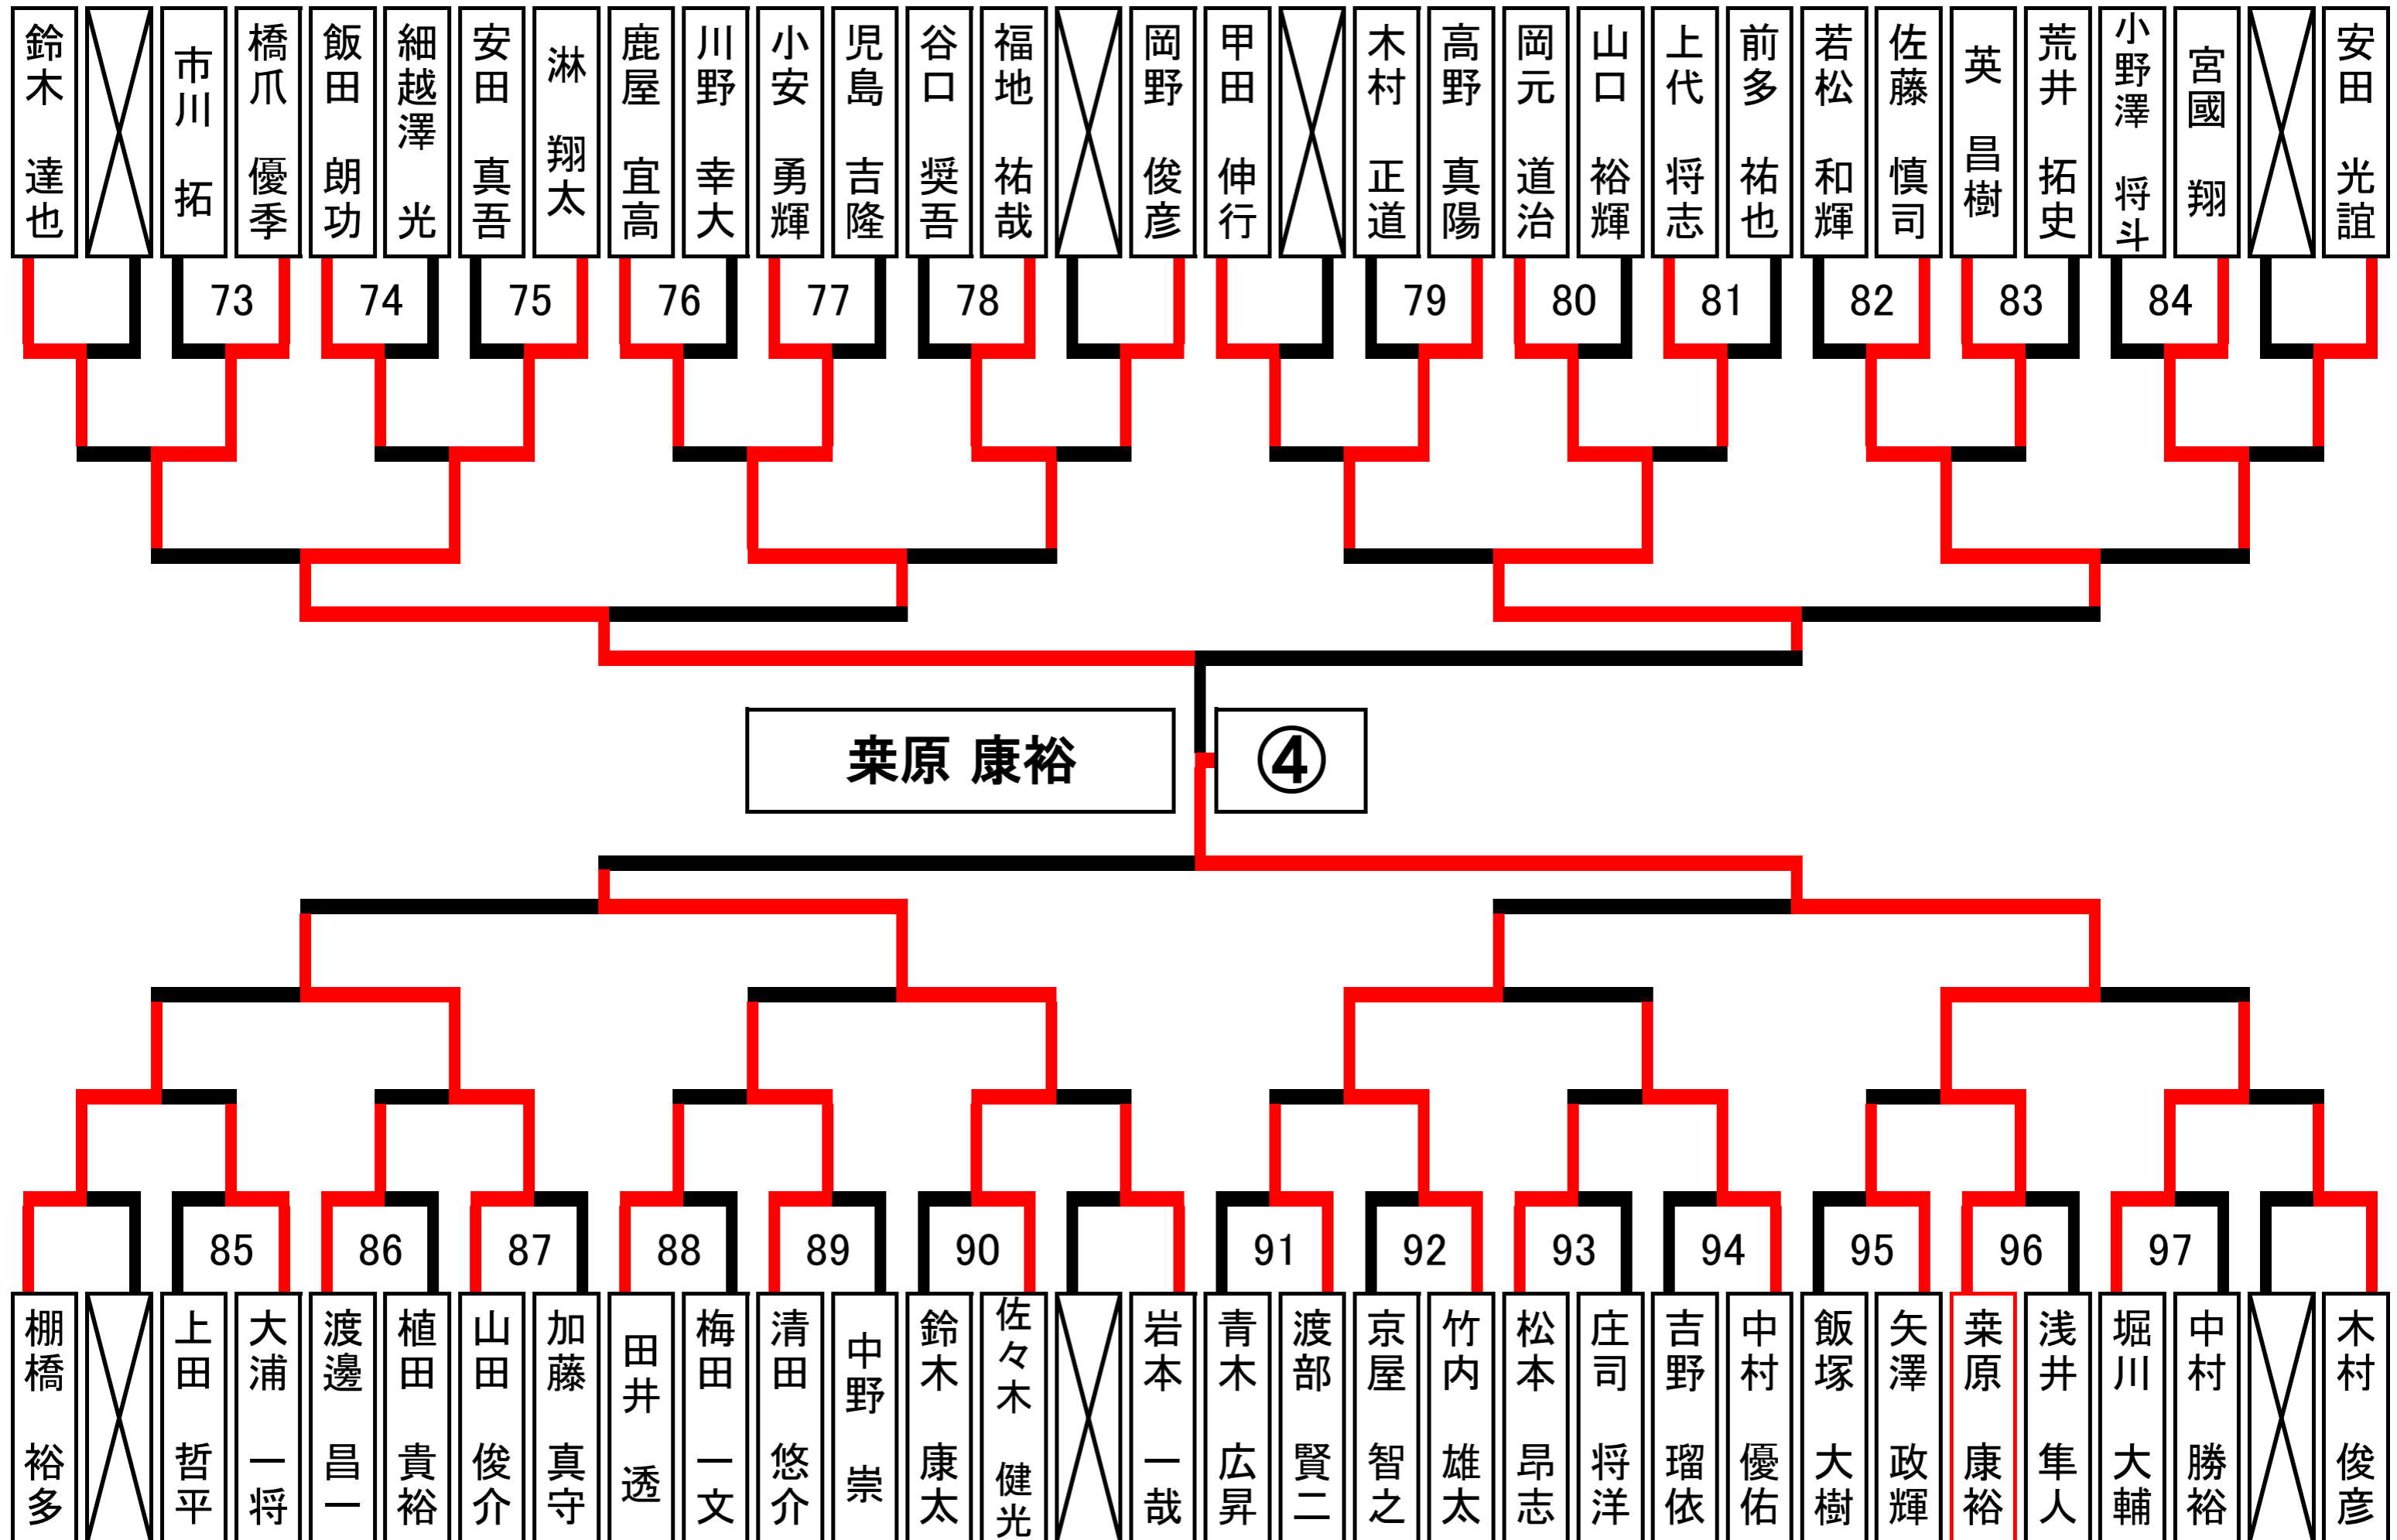 鈴木 達也
市川 拓
橋爪 優季
飯田 朗功
細越澤 光
安田 真吾
淋 翔太
鹿屋 宜高
川野 幸大
小安 勇輝
児島 吉隆
谷口 奨吾
福地 祐哉
岡野 俊彦
甲田 伸行
木村 正道
高野 真陽
岡元 道治
山口 裕輝
上代 将志
前多 祐也
若松 和輝
佐藤 慎司
英 昌樹
荒井 拓史
小野澤 将斗
宮國 翔
安田 光誼
73 74 75 76 77 78 79 80 81 82 83 84
桒原 康裕 ④
85 86 87 88 89 90 91 92 93 94 95 96 97
棚橋 裕多
上田 哲平
大浦 一将
渡邊 昌一
植田 貴裕
山田 俊介
加藤 真守
田井 透
梅田 一文
清田 悠介
中野 崇
鈴木 康太
佐々木 健光
岩本 一哉
青木 広昇
渡部 賢二
京屋 智之
竹内 雄太
松本 昂志
庄司 将洋
吉野 瑠依
中村 優佑
飯塚 大樹
矢澤 政輝
桒原 康裕
浅井 隼人
堀川 大輔
中村 勝裕
木村 俊彦